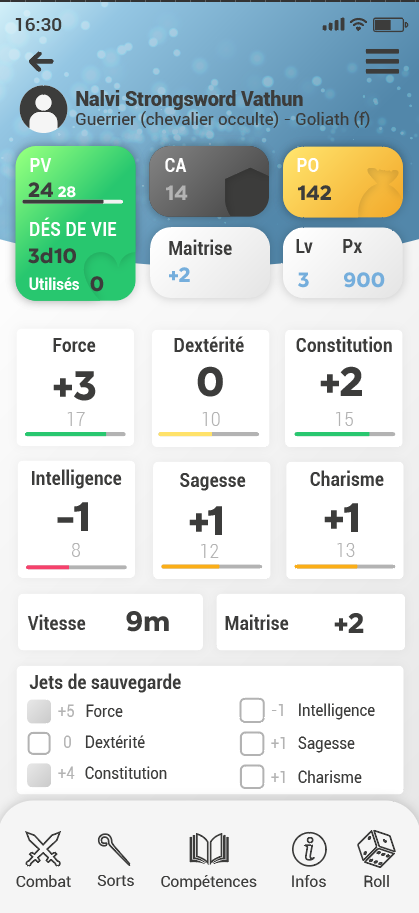 16:30
Nalvi Strongsword Vathun
Guerrier (chevalier occulte) - Goliath (f)
PV
24 28
DÉS DE VIE
3d10
Utilisés 0
CA
14
PO
142
Maitrise
+2
Lv Px
3 900
Force
+3
17
Dextérité
0
10
Constitution
+2
15
Intelligence
-1
8
Sagesse
+1
12
Charisme
+1
13
Vitesse 9m
Maitrise +2
Jets de sauvegarde
+5 Force
0 Dextérité
+4 Constitution
-1 Intelligence
+1 Sagesse
+1 Charisme
Combat
Sorts
Compétences
Infos
Roll